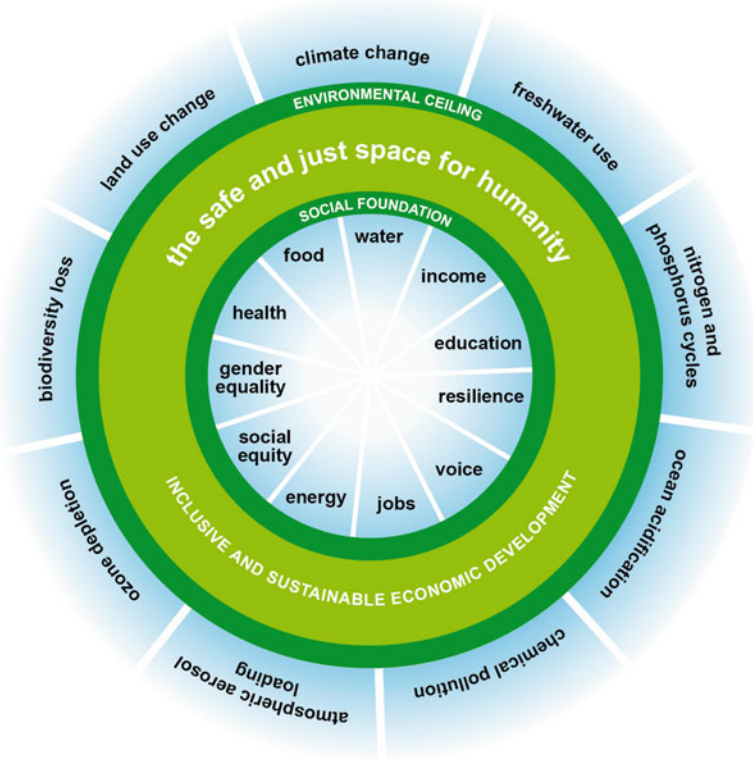 climate change
freshwater use
nitrogen and
phosphorus cycles
ocean acidification
chemical pollution
atmospheric aerosol
loading
ozone depletion
biodiversity loss
land use change
ENVIRONMENTAL CEILING
the safe and just space for humanity
SOCIAL FOUNDATION
water
income
education
resilience
voice
jobs
energy
social
equity
gender
equality
health
food
INCLUSIVE AND SUSTAINABLE ECONOMIC DEVELOPMENT